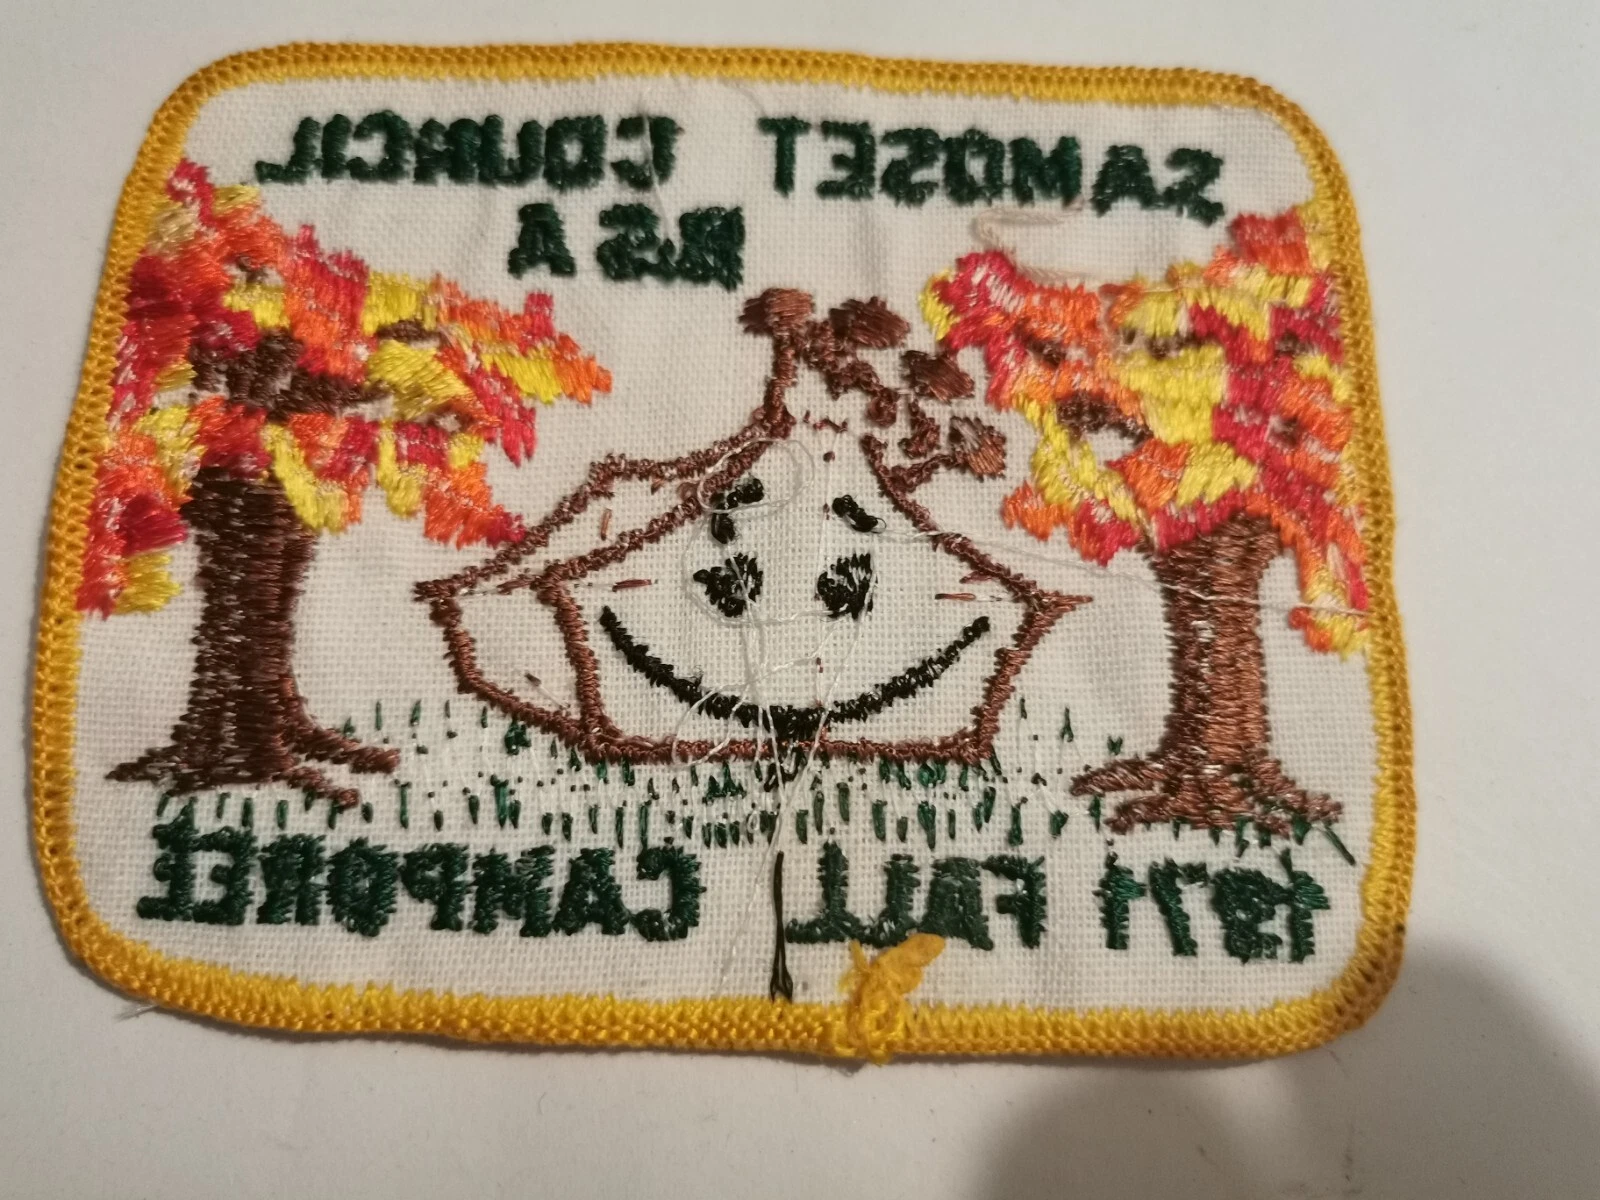 SAMOSET COUNCIL
BSA
1971 FALL CAMPOREE